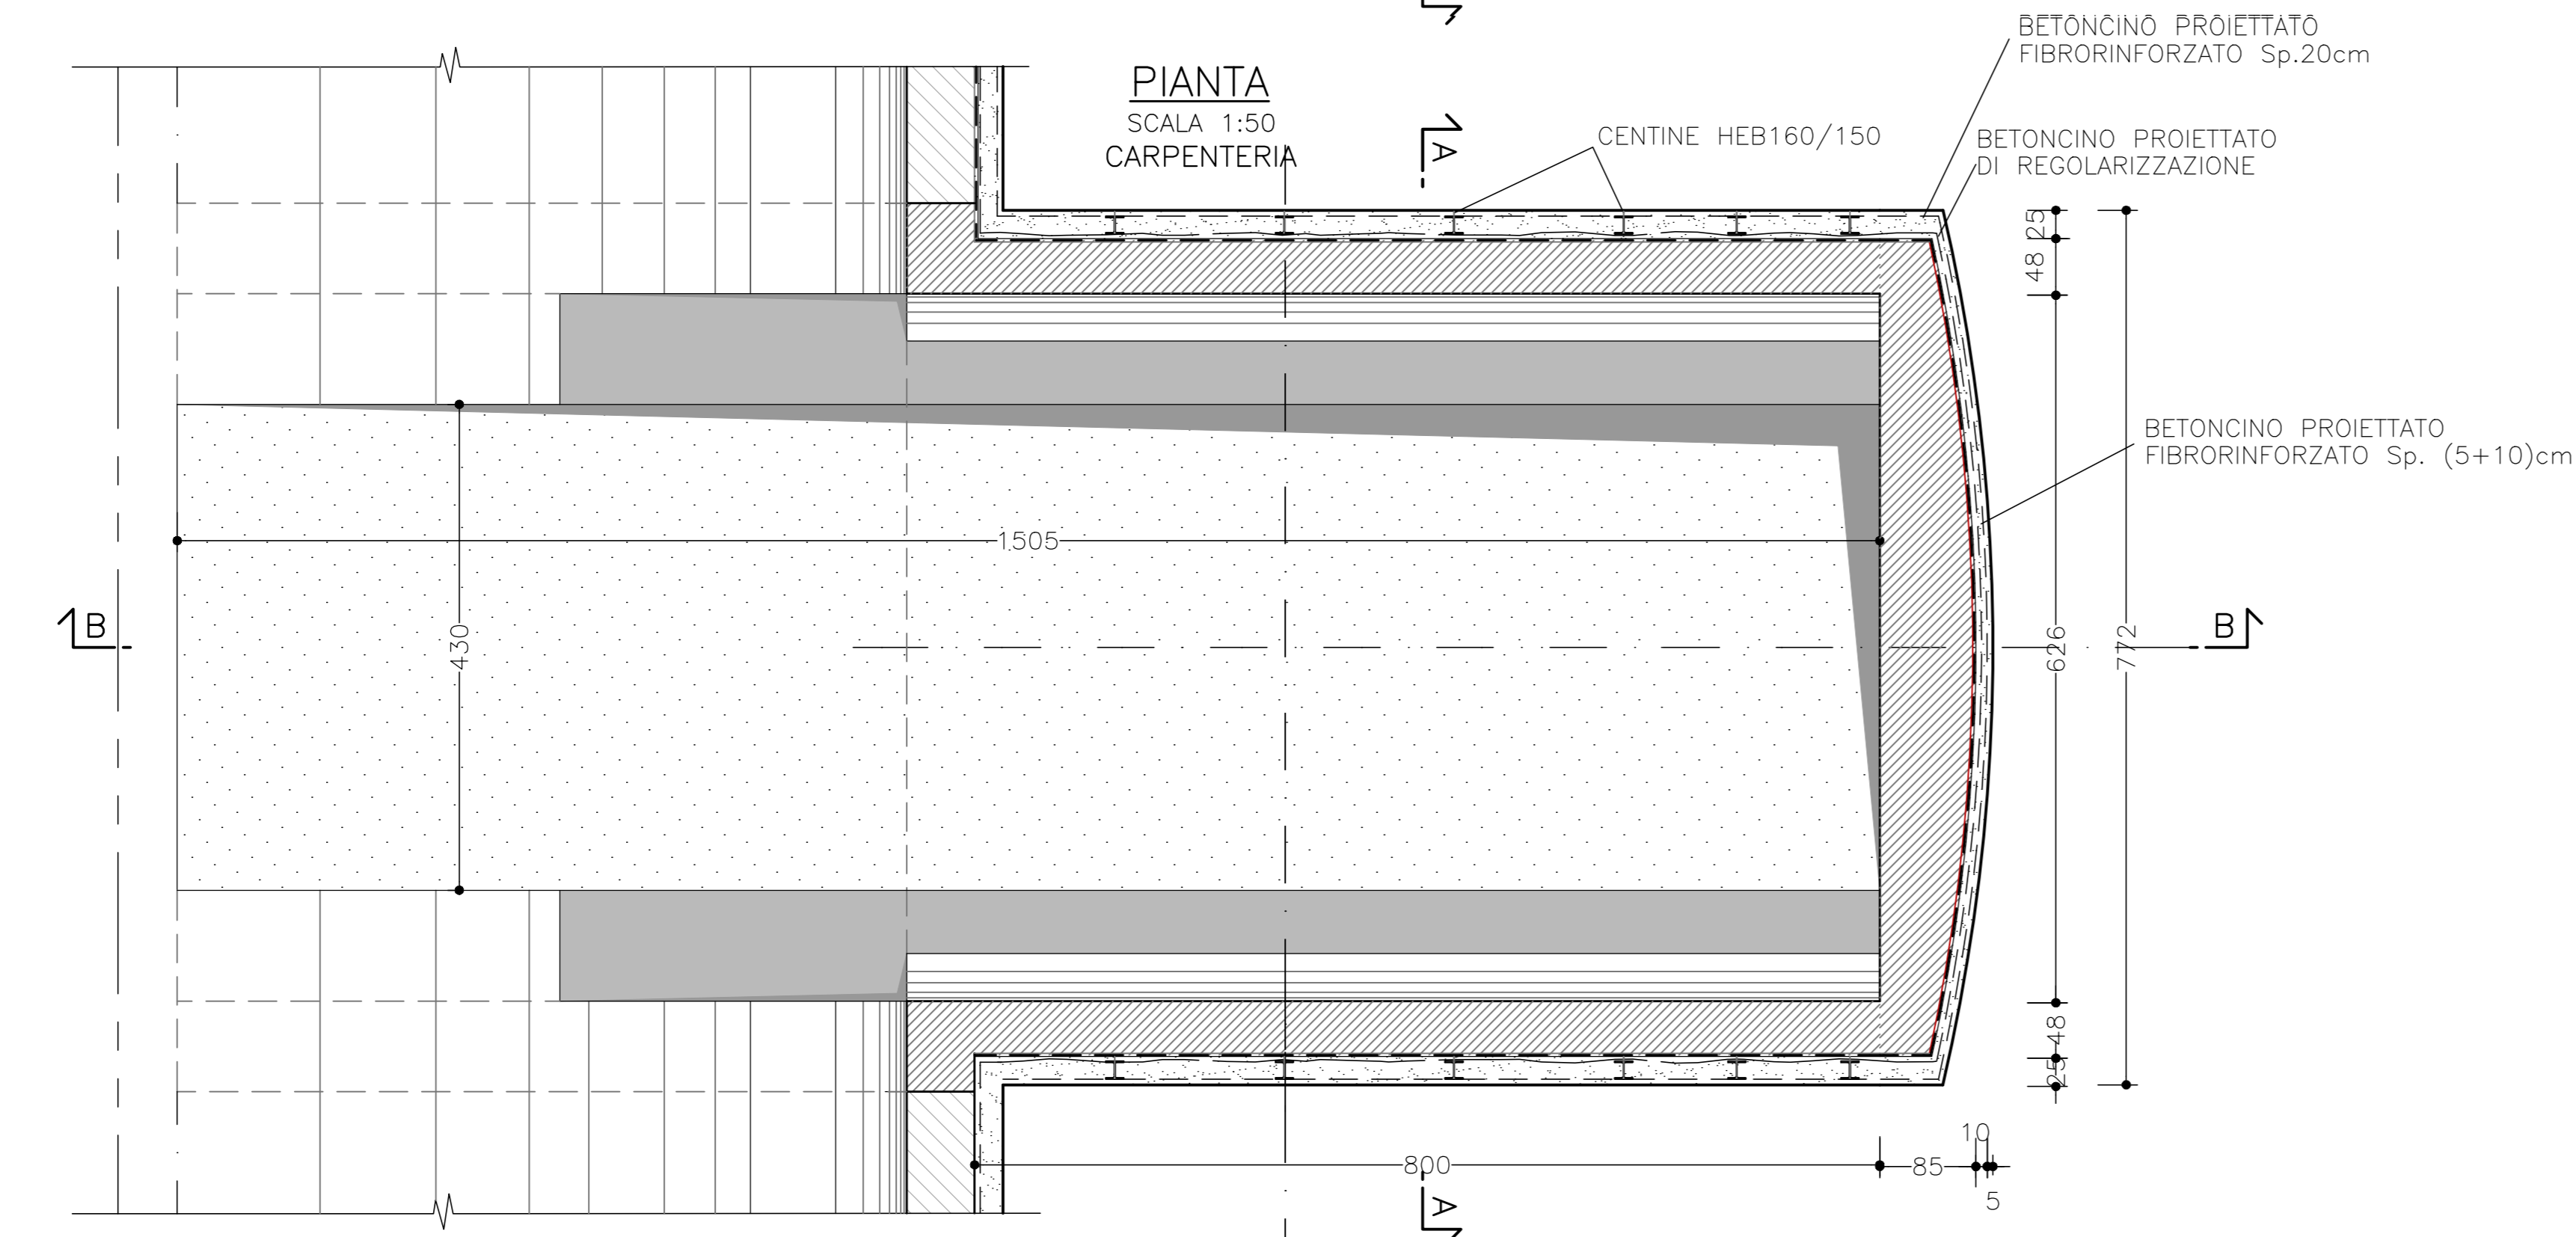 BETONCINO PROIETTATO
FIBRORINFORZATO Sp.20cm
PIANTA
SCALA 1:50
CARPENTERIA
A
CENTINE HEB160/150
BETONCINO PROIETTATO
DI REGOLARIZZAZIONE
25
48
BETONCINO PROIETTATO
FIBRORINFORZATO Sp. (5+10)cm
1505
B
430
626
772
B
48
25
10
800
85
5
A